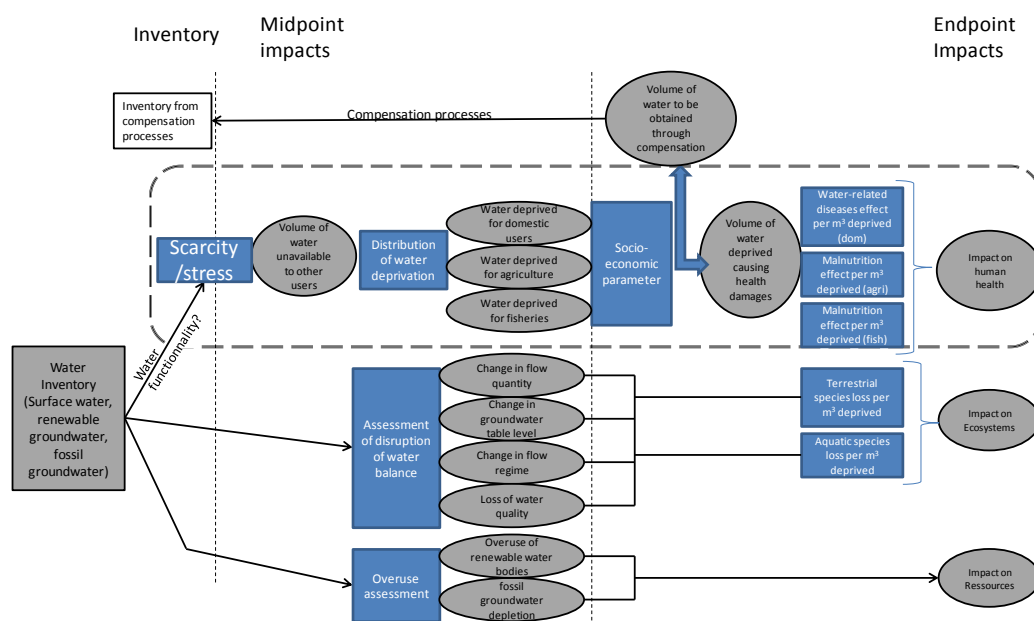 Inventory
Midpoint
impacts
Endpoint
Impacts
Inventory from
compensation
processes
Compensation processes
Volume of
water to be
obtained
through
compensation
Scarcity
/stress
Volume of
water
unavailable
to other
users
Distribution
of water
deprivation
Water deprived
for domestic
users
Water deprived
for agriculture
Water deprived
for fisheries
Socio-
economic
parameter
Volume
of water
deprived
causing
health
damages
Water-related
diseases effect
per m³ deprived
(dom)
Malnutrition
effect per m³
deprived (agri)
Malnutrition
effect per m³
deprived (fish)
Impact on
human
health
Water
functionnality?
Water
Inventory
(Surface water,
renewable
groundwater,
fossil
groundwater)
Assessment
of disruption
of water
balance
Change in flow
quantity
Change in
groundwater
table level
Change in flow
regime
Loss of water
quality
Terrestrial
species loss per
m³ deprived
Aquatic species
loss per m³
deprived
Impact on
Ecosystems
Overuse
assessment
Overuse of
renewable water
bodies
fossil
groundwater
depletion
Impact on
Ressources